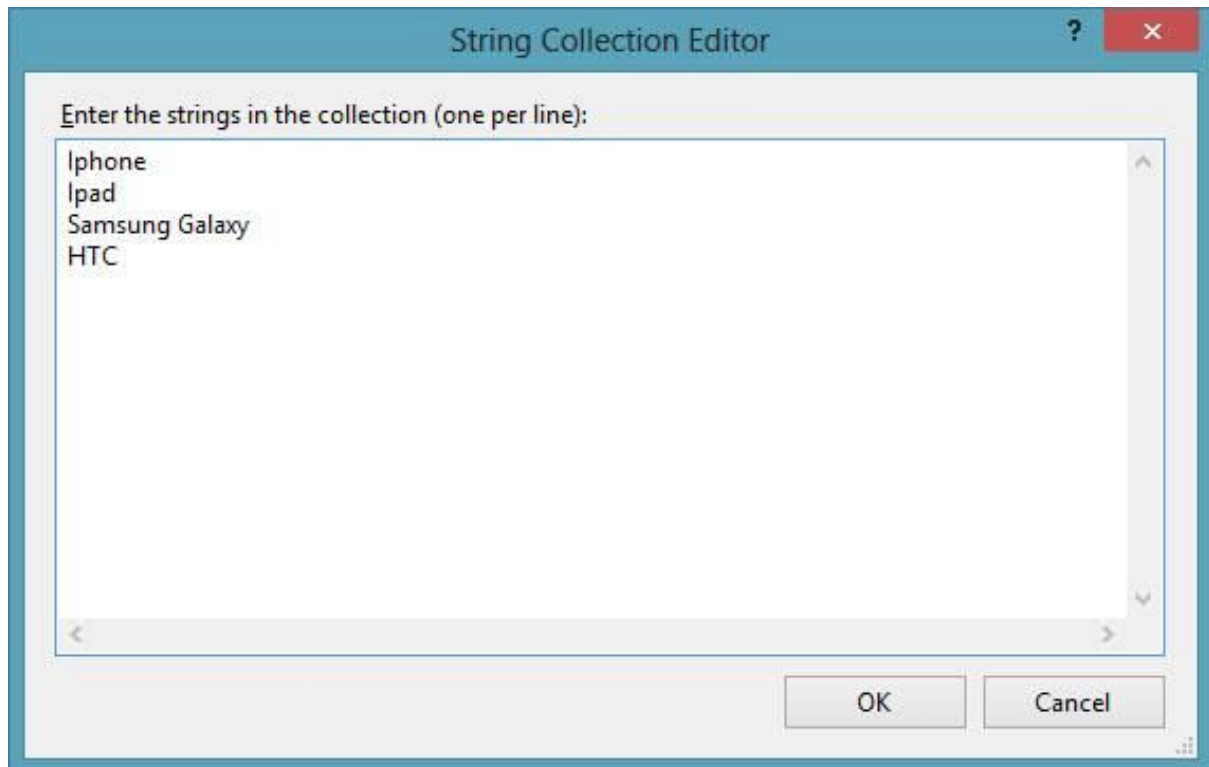 String Collection Editor
?
Enter the strings in the collection (one per line):
Iphone
Ipad
Samsung Galaxy
HTC
OK
Cancel